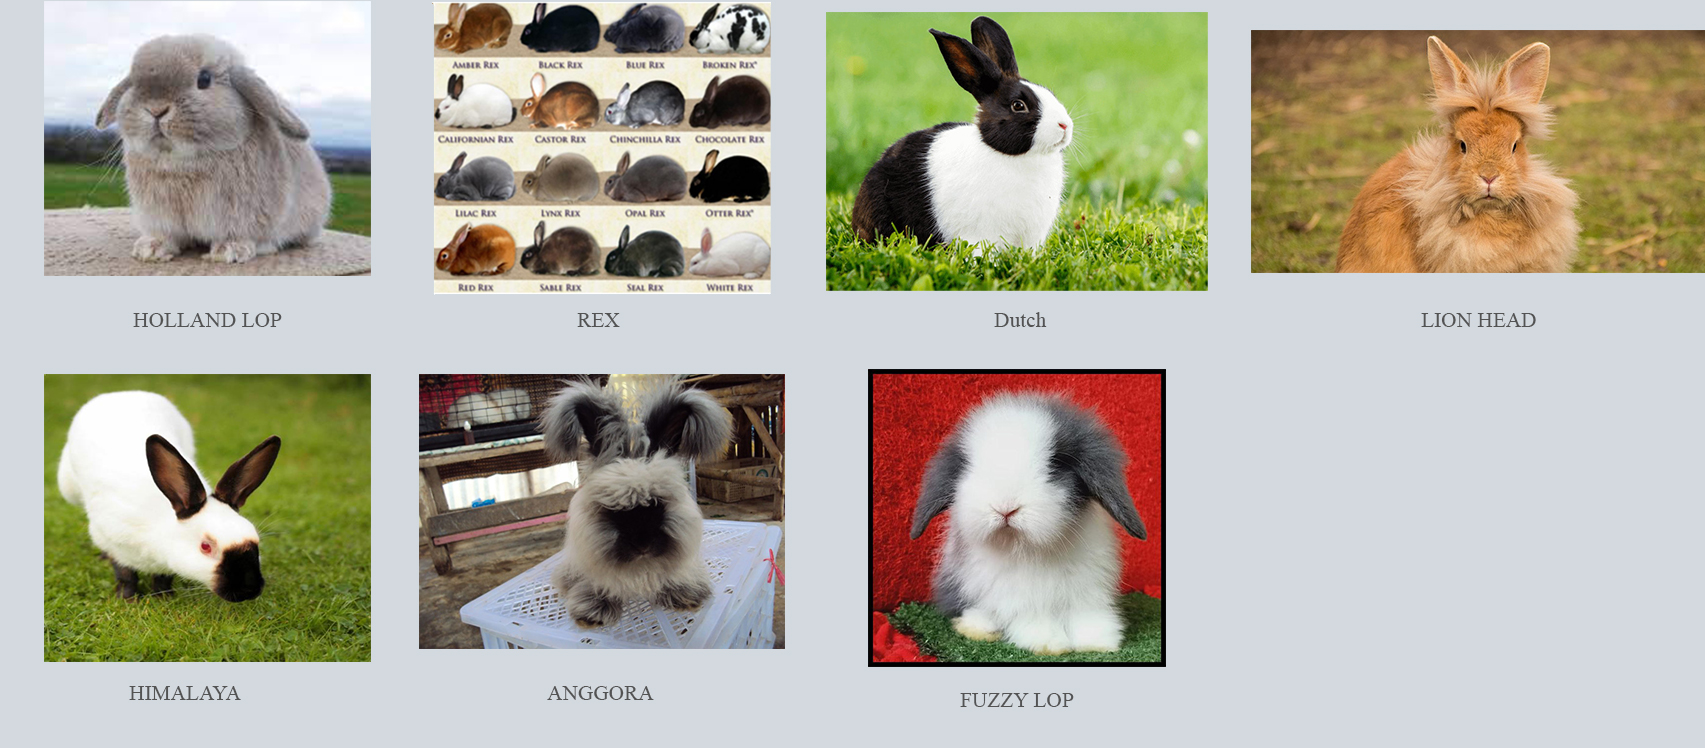 AMBER REX BLACK REX BLUE REX BROKEN REX*
CALIFORNIAN REX CASTOR REX CHINCHILLA REX CHOCOLATE REX
LILAC REX LYNX REX OPAL REX OTTER REX*
RED REX SABLE REX SEAL REX WHITE REX
HOLLAND LOP REX Dutch LION HEAD
HIMALAYA ANGGORA FUZZY LOP